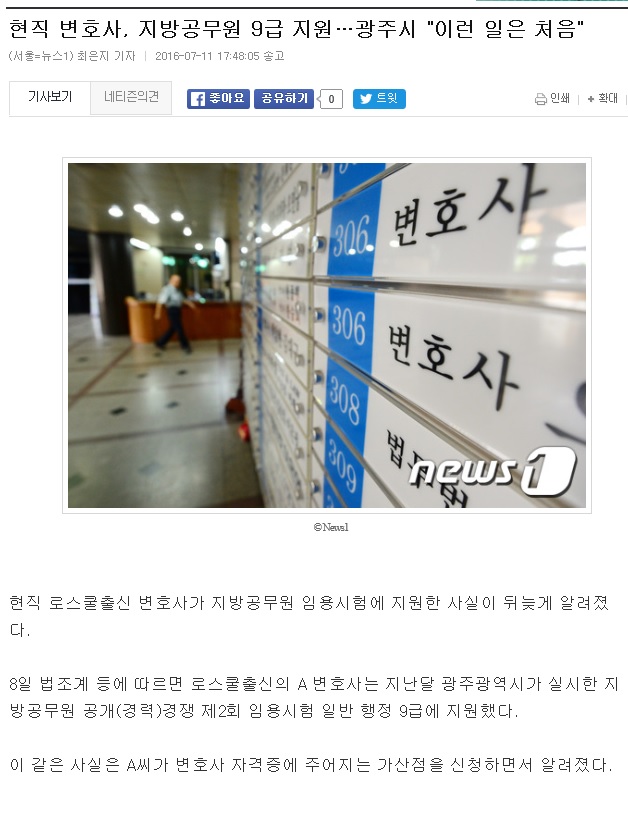 현직 변호사, 지방공무원 9급 지원…광주시 "이런 일은 처음"
(서울=뉴스1) 최은지 기자 | 2016-07-11 17:48:05 송고
기사보기 네티즌의견 좋아요 공유하기 0 트윗 인쇄 + 확대
306 변호사
306 변호사
308
309
news1
©News1
현직 로스쿨출신 변호사가 지방공무원 임용시험에 지원한 사실이 뒤늦게 알려졌
다.
8일 법조계 등에 따르면 로스쿨출신의 A 변호사는 지난달 광주광역시가 실시한 지
방공무원 공개(경력)경쟁 제2회 임용시험 일반 행정 9급에 지원했다.
이 같은 사실은 A씨가 변호사 자격증에 주어지는 가산점을 신청하면서 알려졌다.